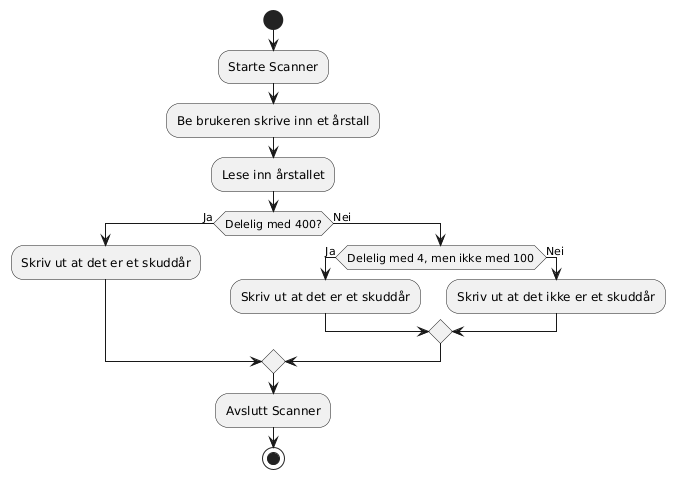 Starte Scanner
Be brukeren skrive inn et årstall
Lese inn årstallet
Ja
Delelig med 400?
Nei
Skriv ut at det er et skuddår
Ja
Delelig med 4, men ikke med 100
Nei
Skriv ut at det er et skuddår
Skriv ut at det ikke er et skuddår
Avslutt Scanner